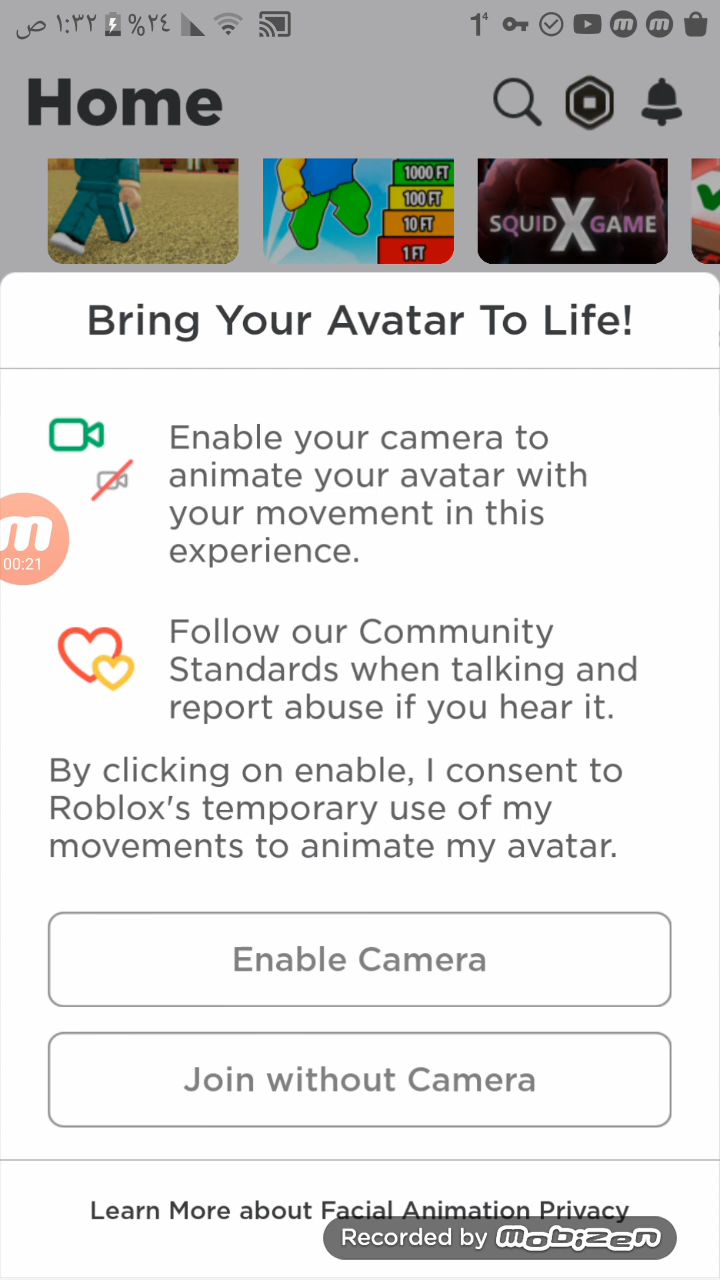 ١:٣٢ ص %٢٤ 1⁴
Home
1000 FT
100 FT
10 FT
1 FT
SQUID X GAME
Bring Your Avatar To Life!
Enable your camera to
animate your avatar with
your movement in this
experience.
m
00:21
Follow our Community
Standards when talking and
report abuse if you hear it.
By clicking on enable, I consent to
Roblox's temporary use of my
movements to animate my avatar.
Enable Camera
Join without Camera
Learn More about Facial Animation Privacy
Recorded by mobizen